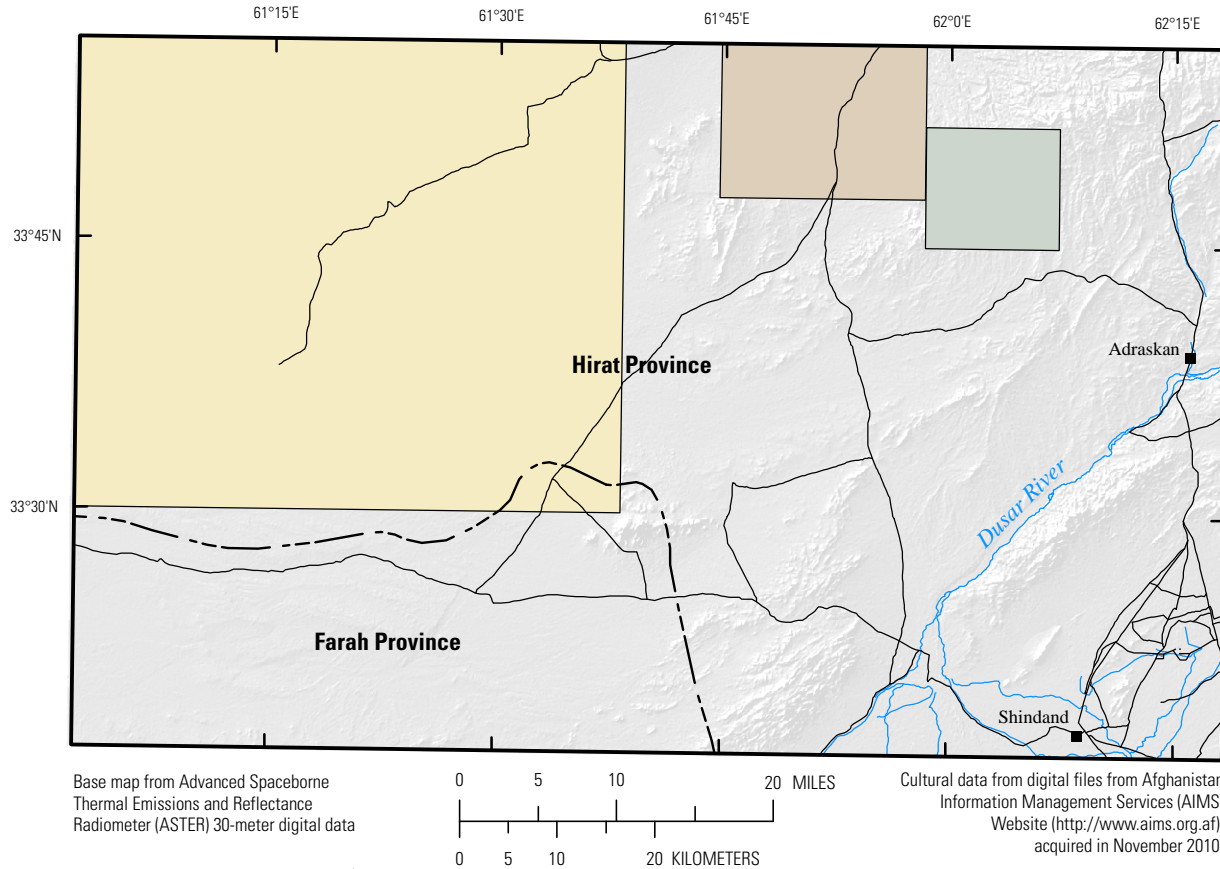 61°15'E
61°30'E
61°45'E
62°0'E
62°15'E
33°45'N
Hirat Province
Adraskan
33°30'N
Dusar River
Farah Province
Shindand
Base map from Advanced Spaceborne
Thermal Emissions and Reflectance
Radiometer (ASTER) 30-meter digital data
0 5 10 20 MILES
0 5 10 20 KILOMETERS
Cultural data from digital files from Afghanistan
Information Management Services (AIMS
Website (http://www.aims.org.af)
acquired in November 2010